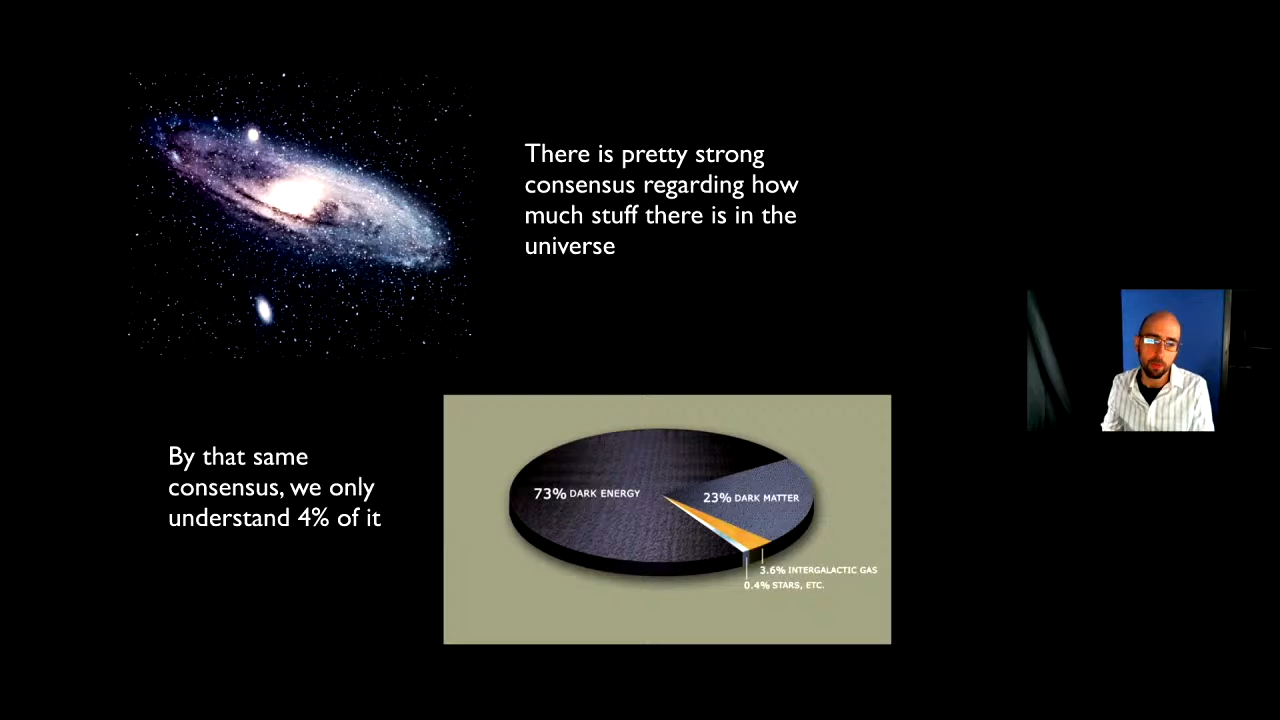 There is pretty strong
consensus regarding how
much stuff there is in the
universe
By that same
consensus, we only
understand 4% of it
73% DARK ENERGY
23% DARK MATTER
3.6% INTERGALACTIC GAS
0.4% STARS, ETC.